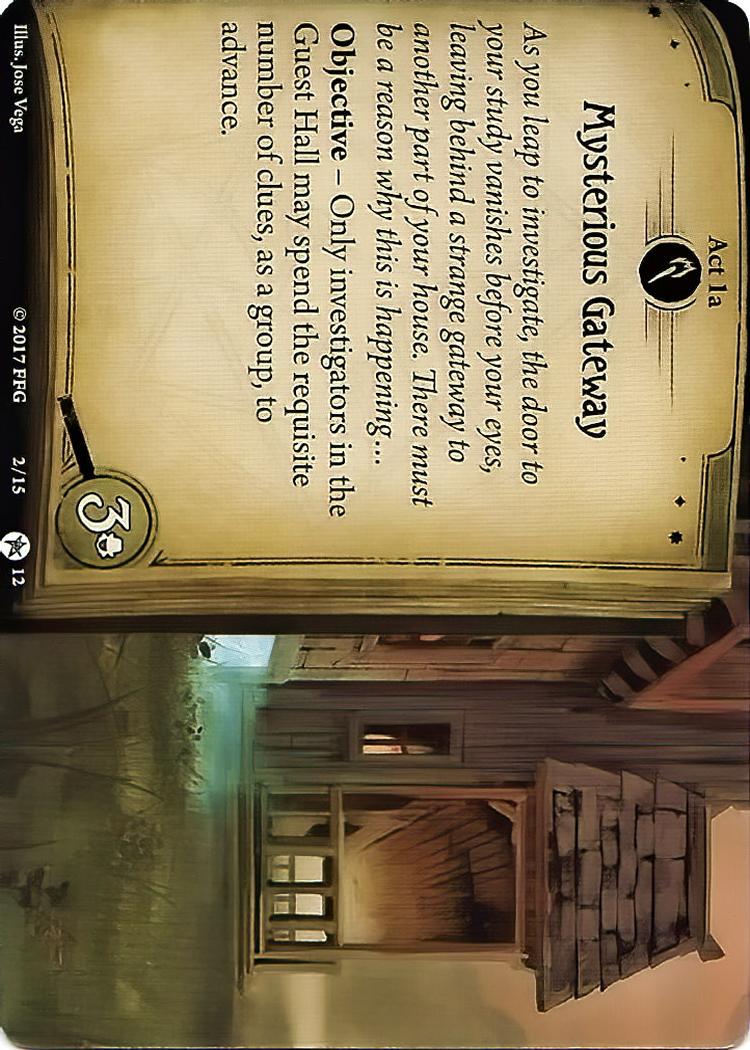 Act 1a
Mysterious Gateway
As you leap to investigate, the door to
your study vanishes before your eyes,
leaving behind a strange gateway to
another part of your house. There must
be a reason why this is happening...
Objective – Only investigators in the
Guest Hall may spend the requisite
number of clues, as a group, to
advance.
3
Illus. Jose Vega
© 2017 FFG
2/15
12